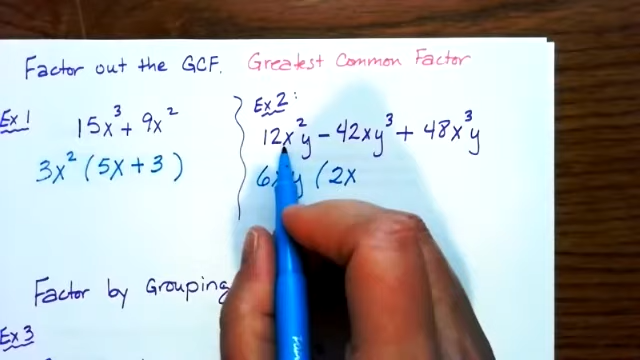 Factor out the GCF. Greatest Common Factor
Ex 1
15x³ + 9x²
3x² (5x + 3)
Ex 2:
12x²y − 42xy³ + 48x³y
6xy (2x
Factor by Grouping
Ex 3